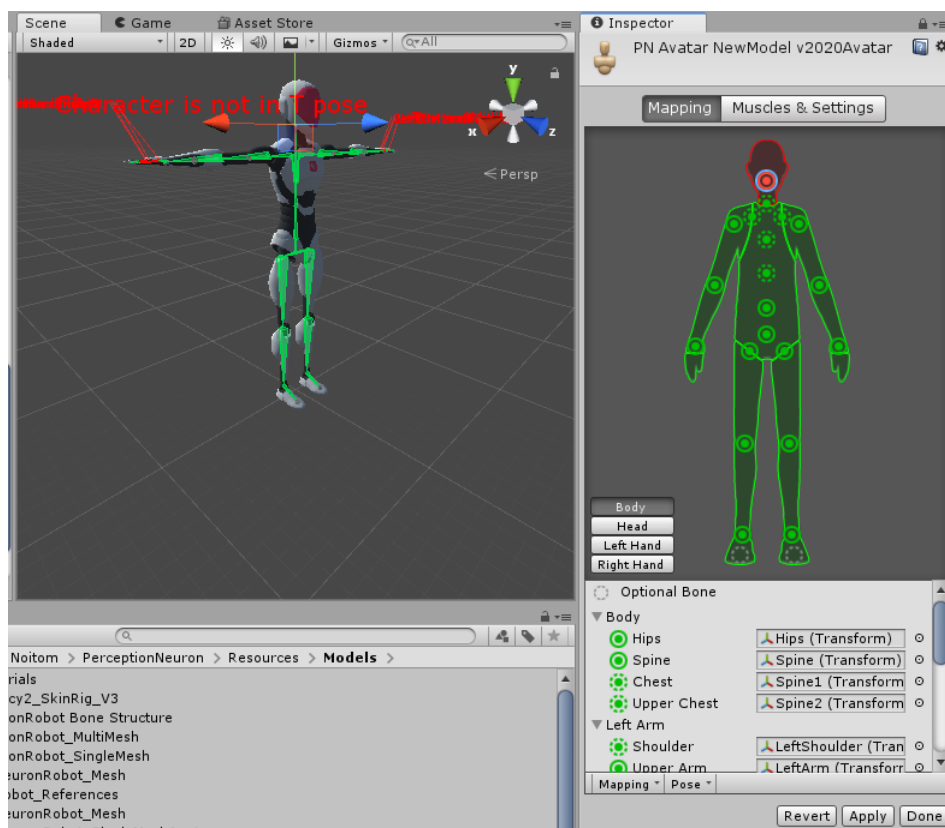 Scene
Game
Asset Store
Shaded
2D
Gizmos
All
Character is not in T pose
y
x
z
Persp
Inspector
PN Avatar NewModel v2020Avatar
Mapping
Muscles & Settings
Body
Head
Left Hand
Right Hand
Optional Bone
Body
Hips
Hips (Transform)
Spine
Spine (Transform)
Chest
Spine1 (Transform
Upper Chest
Spine2 (Transform
Left Arm
Shoulder
LeftShoulder (Tran
Upper Arm
LeftArm (Transforr
Mapping
Pose
Revert
Apply
Done
Noitom > PerceptionNeuron > Resources > Models >
rials
cy2_SkinRig_V3
onRobot Bone Structure
onRobot_MultiMesh
onRobot_SingleMesh
euronRobot_Mesh
obot_References
euronRobot_Mesh